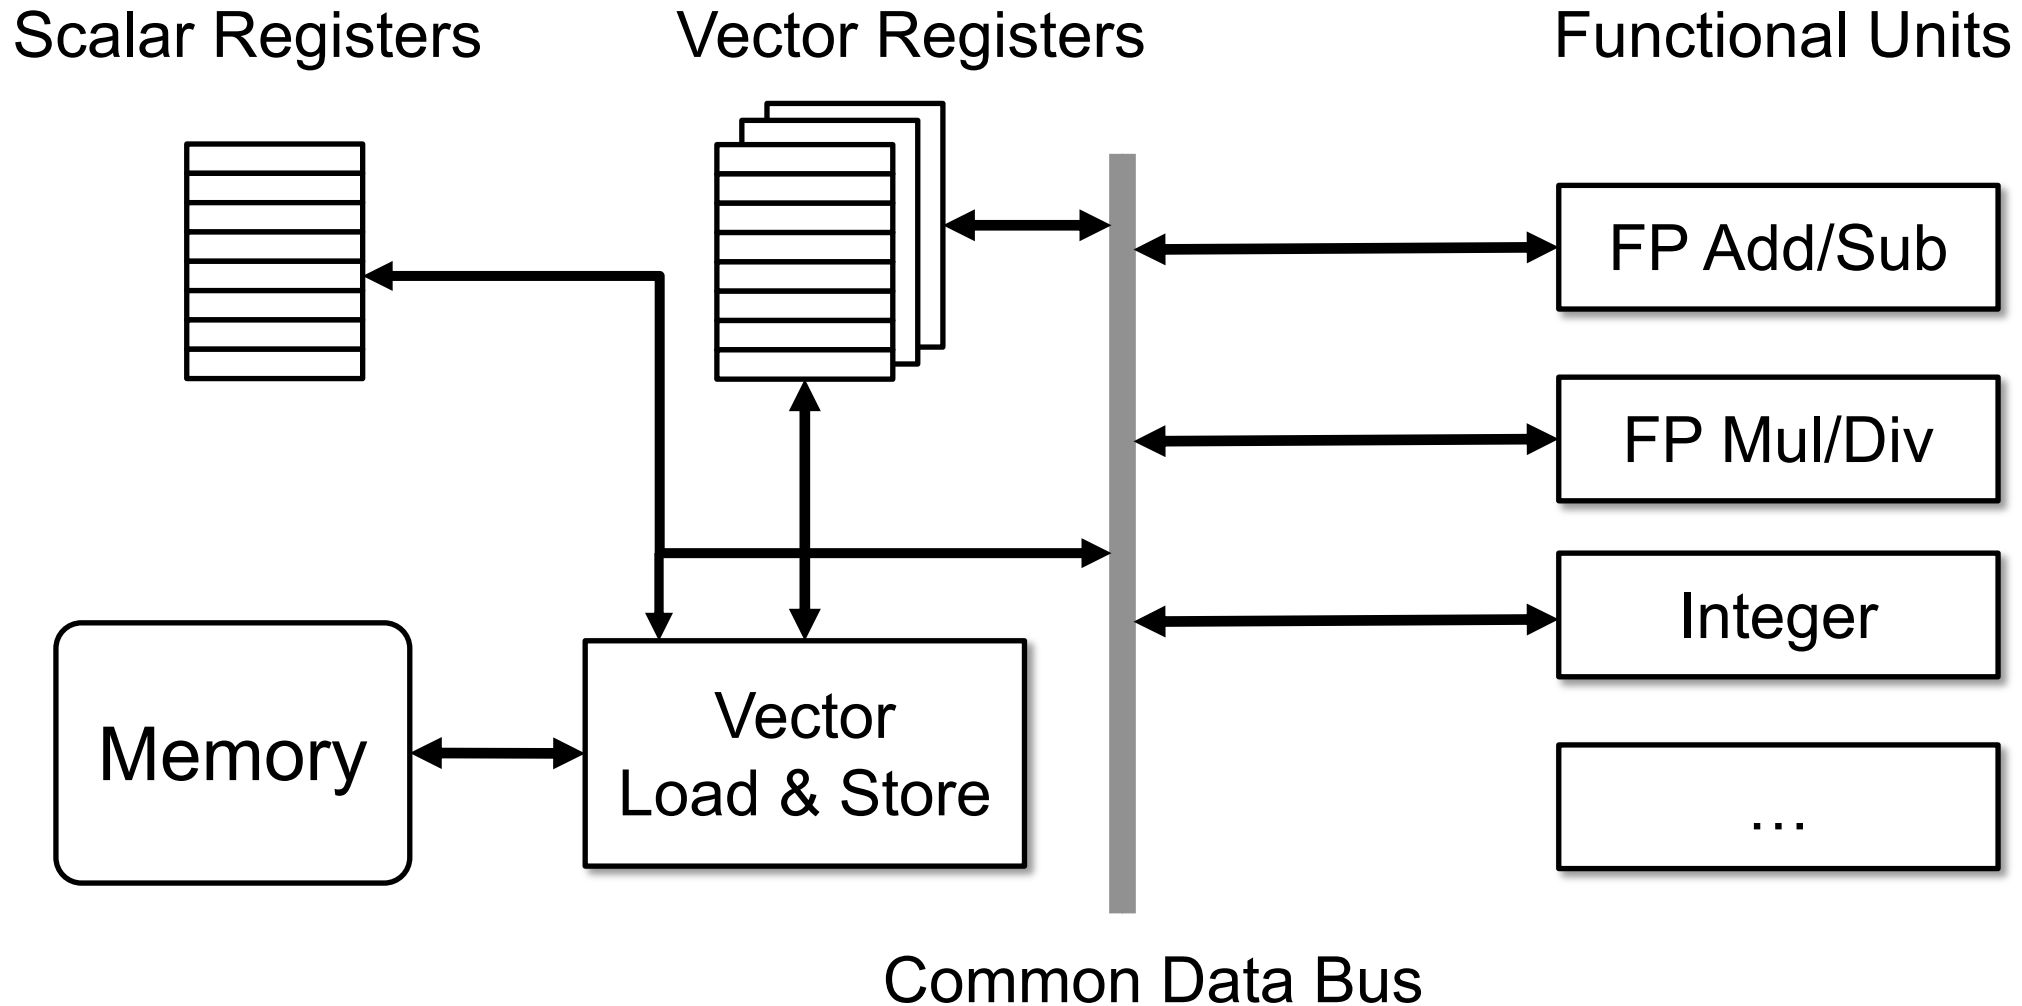 Scalar Registers
Vector Registers
Functional Units
FP Add/Sub
FP Mul/Div
Integer
…
Memory
Vector
Load & Store
Common Data Bus